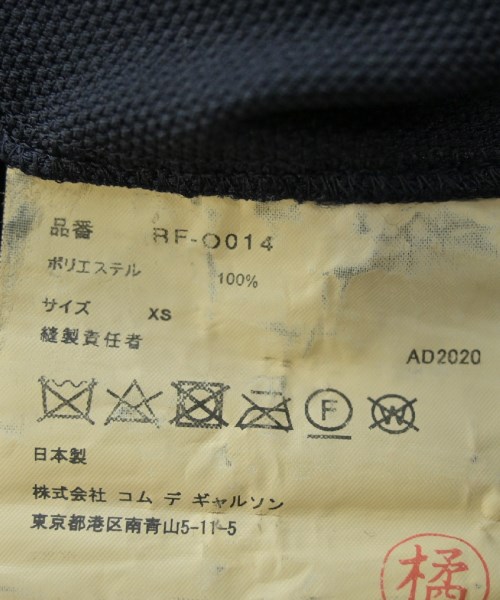 品番 RF-O014
ポリエステル 100%
サイズ XS
縫製責任者
AD2020
F W
日本製
株式会社 コム デ ギャルソン
東京都港区南青山5-11-5
橘